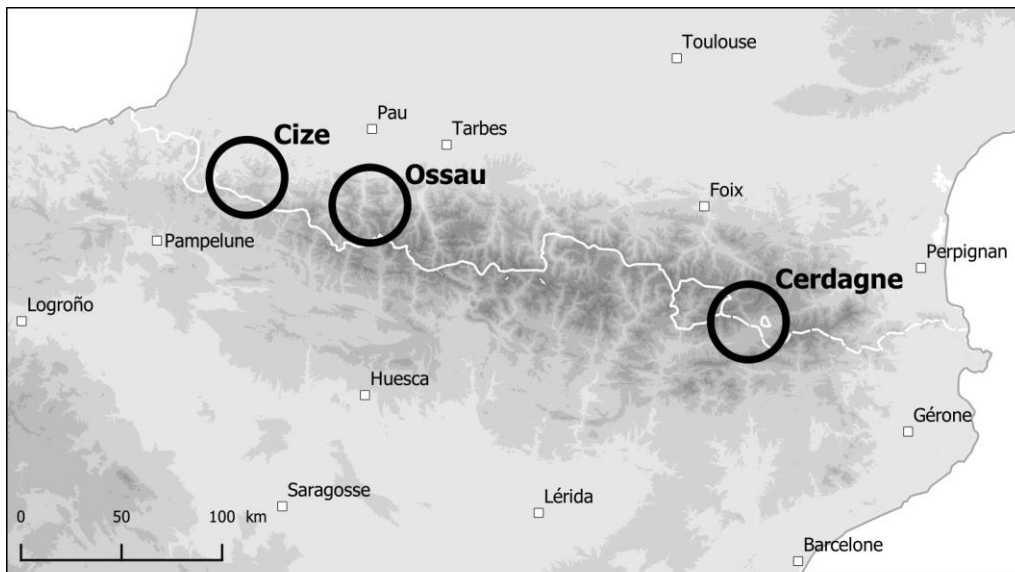 Toulouse
Pau
Cize
Tarbes
Ossau
Foix
Pampelune
Perpignan
Cerdagne
Logroño
Huesca
Gérone
Saragosse
Lérida
0 50 100 km
Barcelone